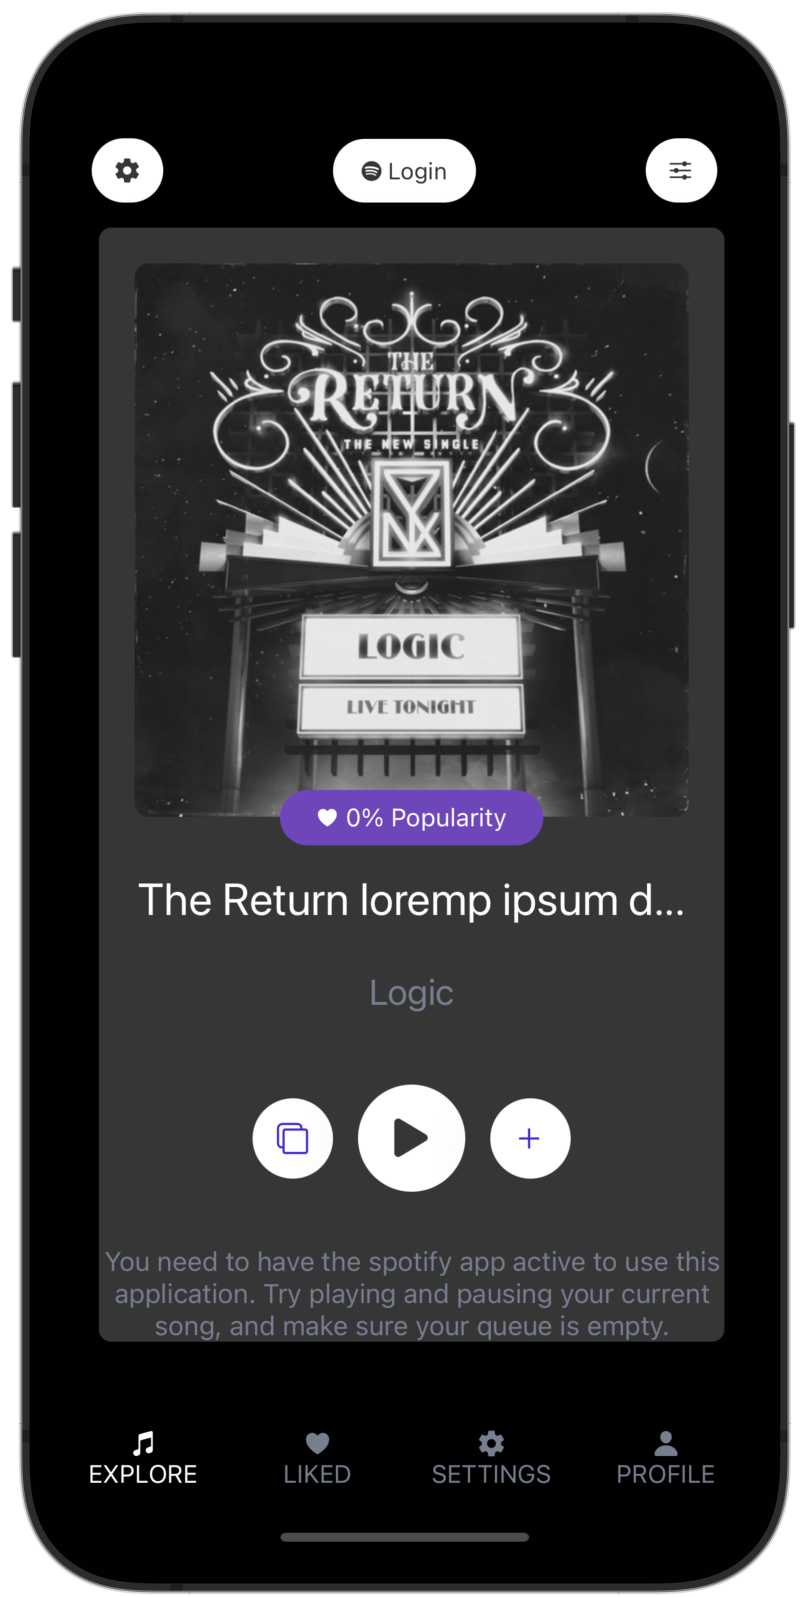 Login
THE
RETURN
THE NEW SINGLE
LOGIC
LIVE TONIGHT
0% Popularity
The Return loremp ipsum d...
Logic
You need to have the spotify app active to use this
application. Try playing and pausing your current
song, and make sure your queue is empty.
EXPLORE LIKED SETTINGS PROFILE